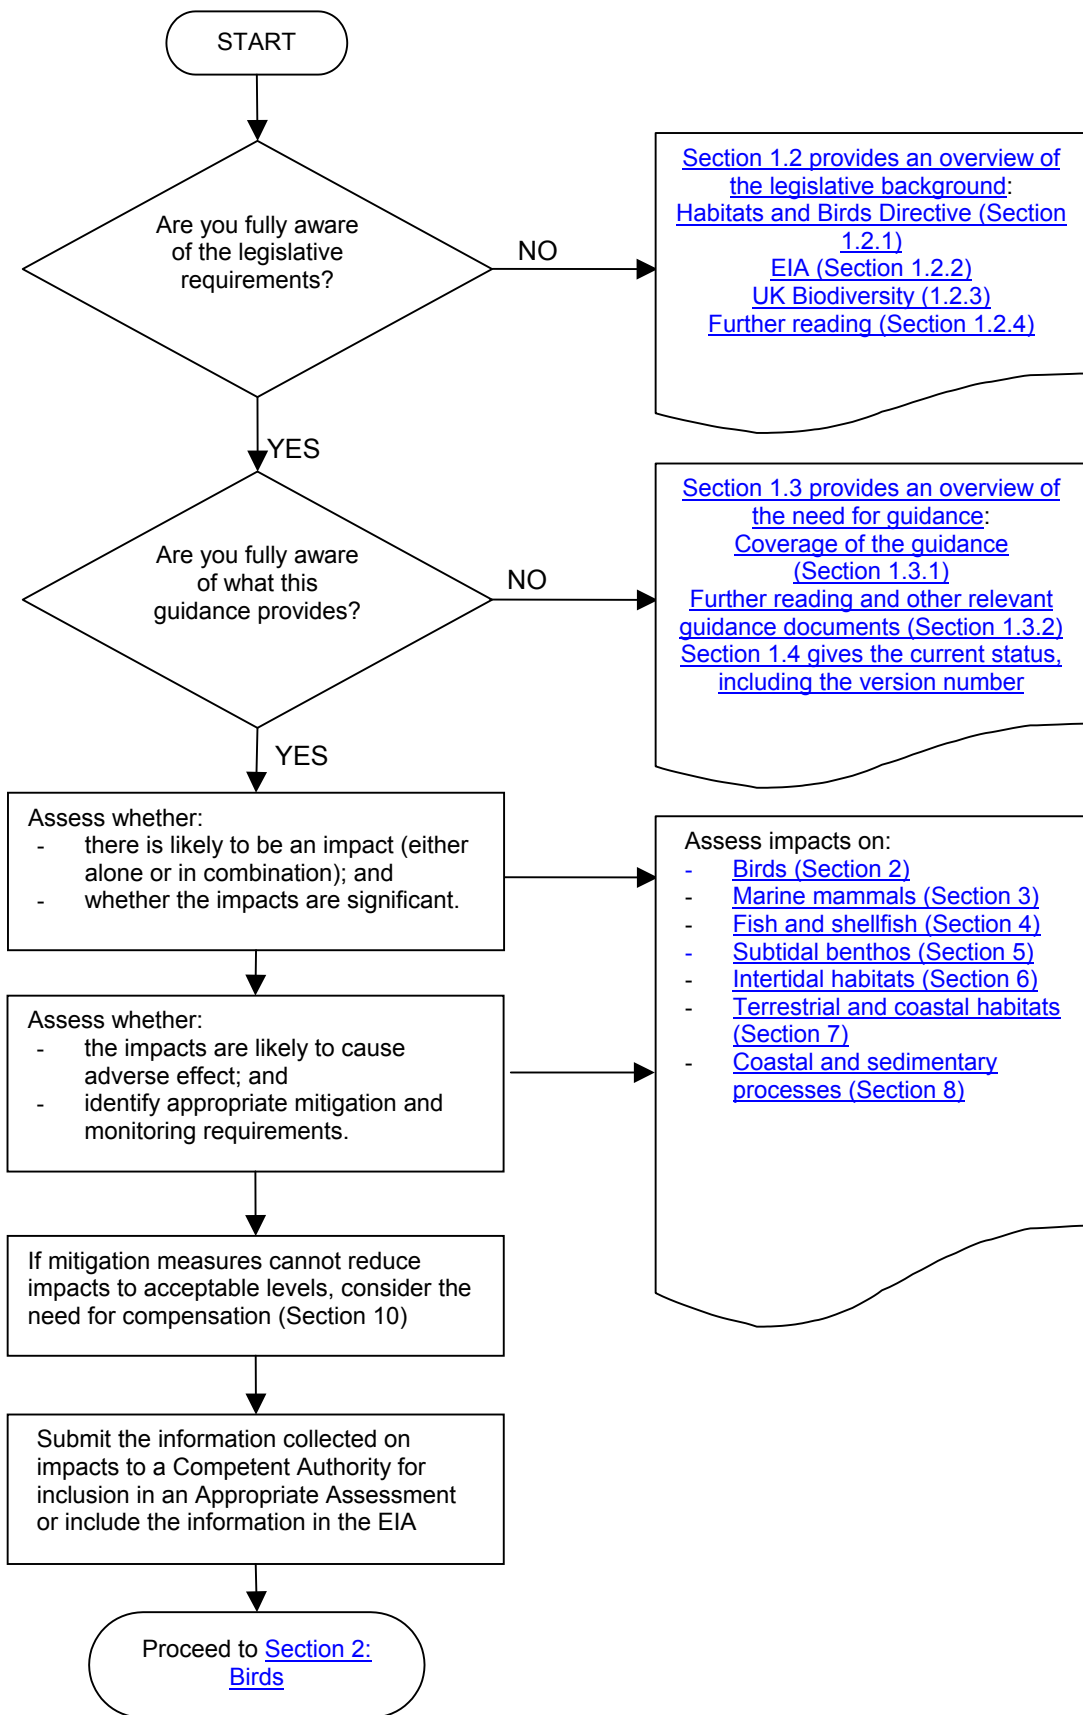 START
Are you fully aware
of the legislative
requirements?
NO
Section 1.2 provides an overview of
the legislative background:
Habitats and Birds Directive (Section
1.2.1)
EIA (Section 1.2.2)
UK Biodiversity (1.2.3)
Further reading (Section 1.2.4)
YES
Are you fully aware
of what this
guidance provides?
NO
Section 1.3 provides an overview of
the need for guidance:
Coverage of the guidance
(Section 1.3.1)
Further reading and other relevant
guidance documents (Section 1.3.2)
Section 1.4 gives the current status,
including the version number
YES
Assess whether:
- there is likely to be an impact (either
alone or in combination); and
- whether the impacts are significant.
Assess impacts on:
- Birds (Section 2)
- Marine mammals (Section 3)
- Fish and shellfish (Section 4)
- Subtidal benthos (Section 5)
- Intertidal habitats (Section 6)
- Terrestrial and coastal habitats
(Section 7)
- Coastal and sedimentary
processes (Section 8)
Assess whether:
- the impacts are likely to cause
adverse effect; and
- identify appropriate mitigation and
monitoring requirements.
If mitigation measures cannot reduce
impacts to acceptable levels, consider the
need for compensation (Section 10)
Submit the information collected on
impacts to a Competent Authority for
inclusion in an Appropriate Assessment
or include the information in the EIA
Proceed to Section 2:
Birds